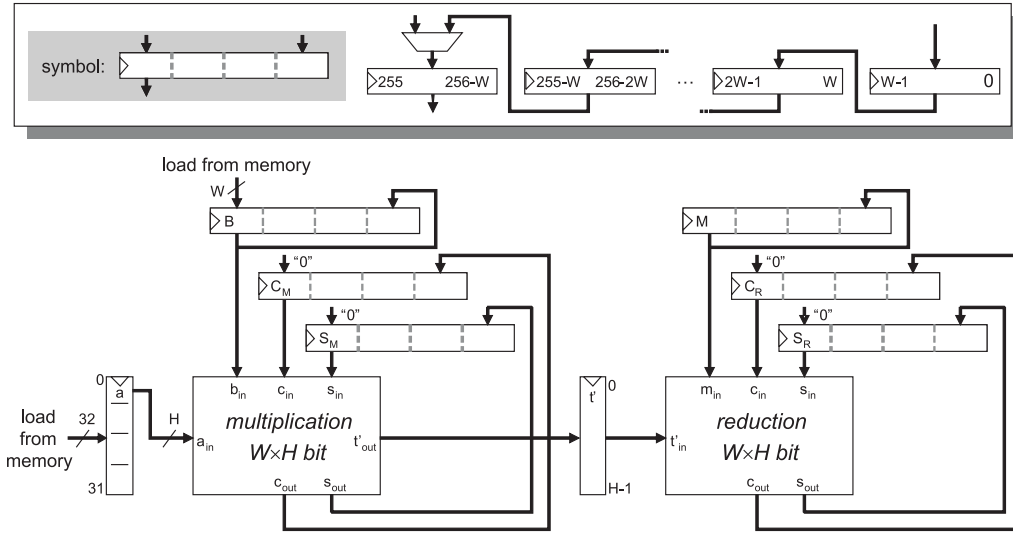 symbol:
255 256-W
255-W 256-2W
...
2W-1 W
W-1 0
load from memory
W
B
M
"0"
"0"
C_M
C_R
"0"
"0"
S_M
S_R
0
a
b_in c_in s_in
t'
0
m_in c_in s_in
load
from
memory
32
H
a_in
multiplication
W×H bit
t'_out
t'_in
reduction
W×H bit
31
c_out s_out
H-1
c_out s_out